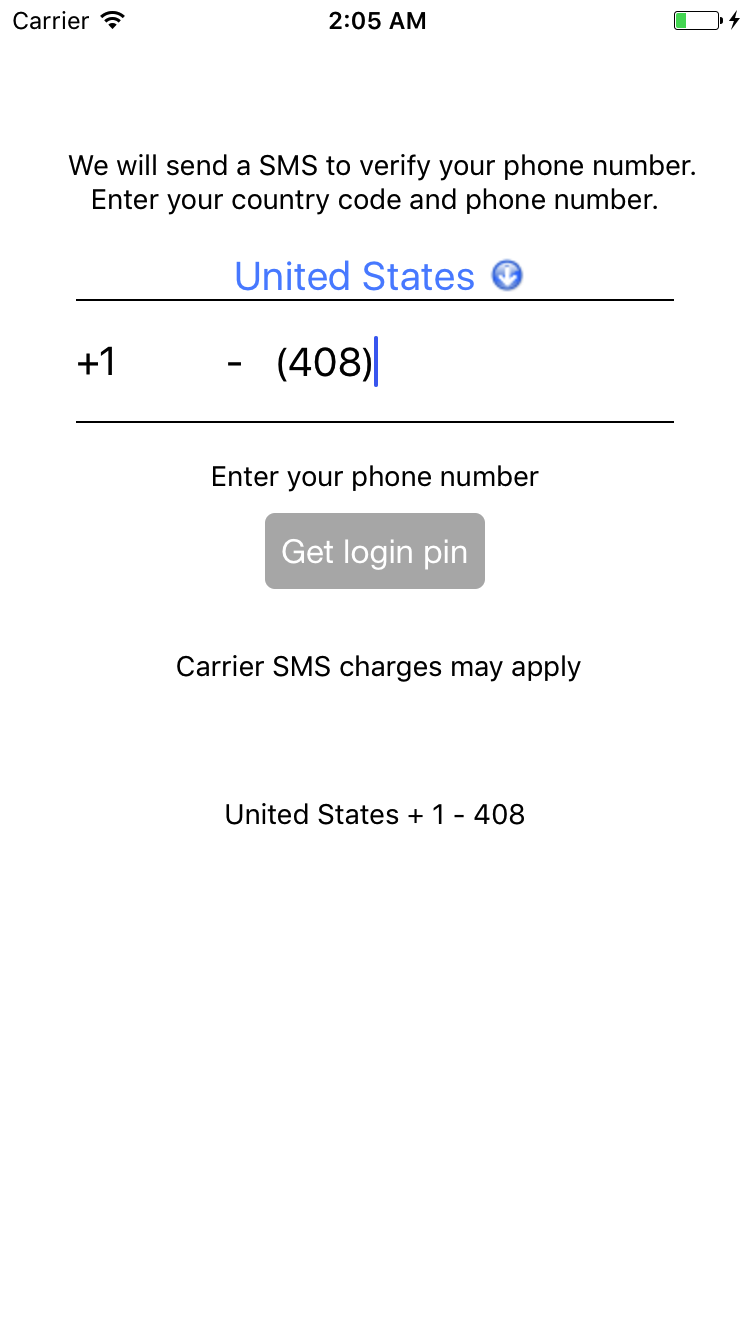 Carrier 2:05 AM
We will send a SMS to verify your phone number.
Enter your country code and phone number.
United States
+1 - (408)
Enter your phone number
Get login pin
Carrier SMS charges may apply
United States + 1 - 408